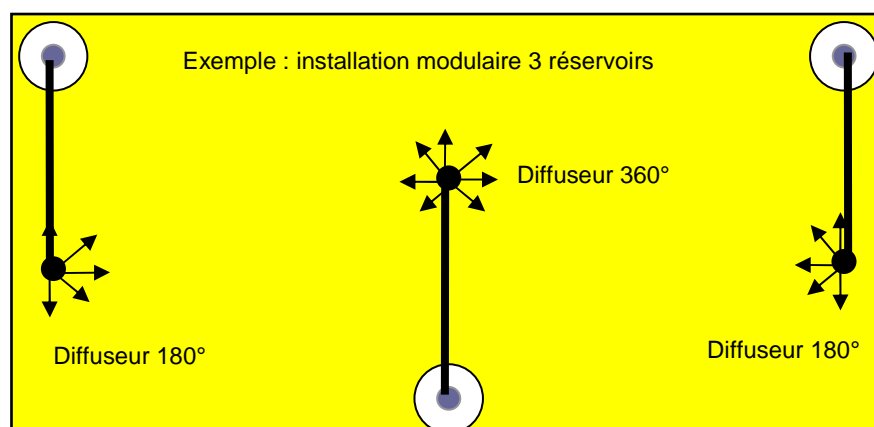 Exemple : installation modulaire 3 réservoirs
Diffuseur 360°
Diffuseur 180°
Diffuseur 180°